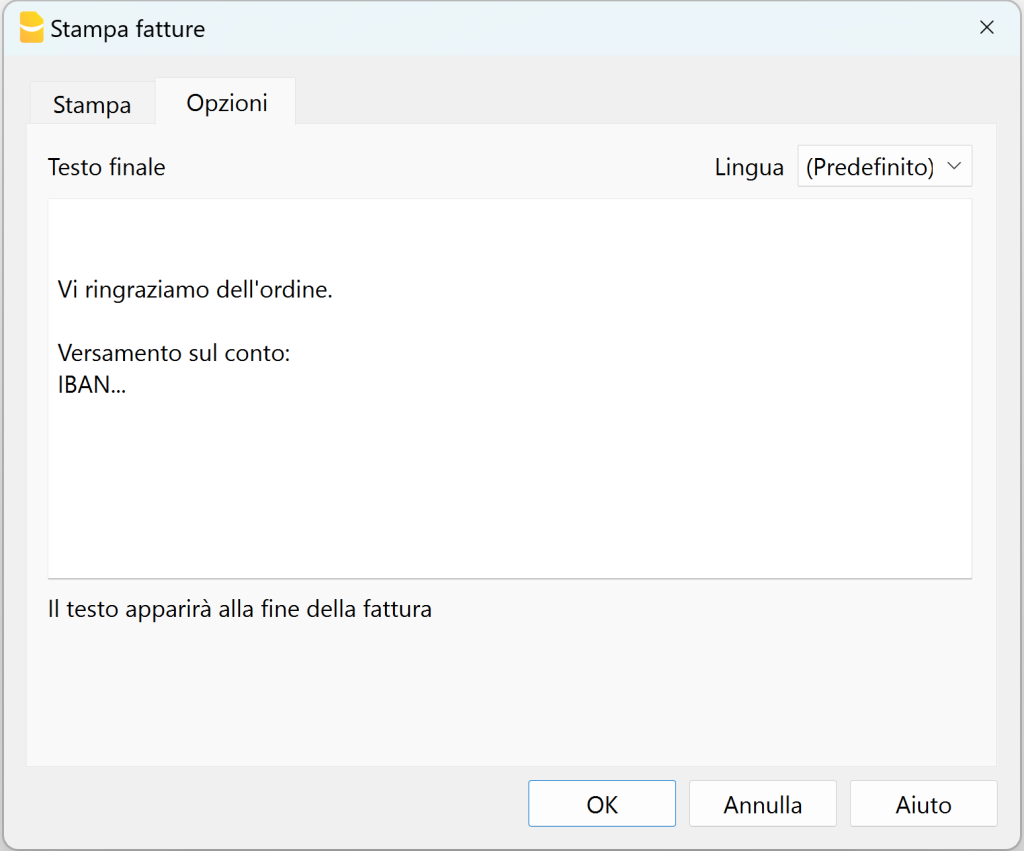 Stampa fatture
Stampa
Opzioni
Testo finale
Lingua
(Predefinito)
Vi ringraziamo dell'ordine.
Versamento sul conto:
IBAN...
Il testo apparirà alla fine della fattura
OK
Annulla
Aiuto